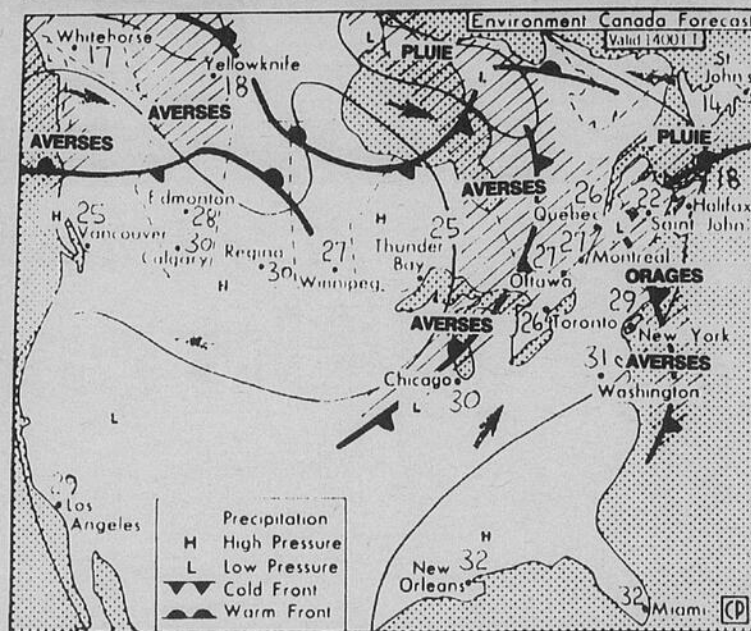 Environment Canada Forecast
Valid 1400HT
Whitehorse
17
L
PLUIE
L
St
John's
14
Yellowknife
18
AVERSES
AVERSES
PLUIE
18
Halifax
Edmonton
28
H
25
Vancouver
30
Calgary
Regina
30
H
27
Winnipeg
H
25
Thunder
Bay
AVERSES
L
26
Quebec
22
Saint John
L
27
Montreal
27
Ottawa
ORAGES
L
AVERSES
26
Toronto
29
New York
31
AVERSES
Washington
Chicago
30
L
L
29
Los
Angeles
Precipitation
H High Pressure
L Low Pressure
Cold Front
Warm Front
H
New
Orleans
32
32
Miami
CP